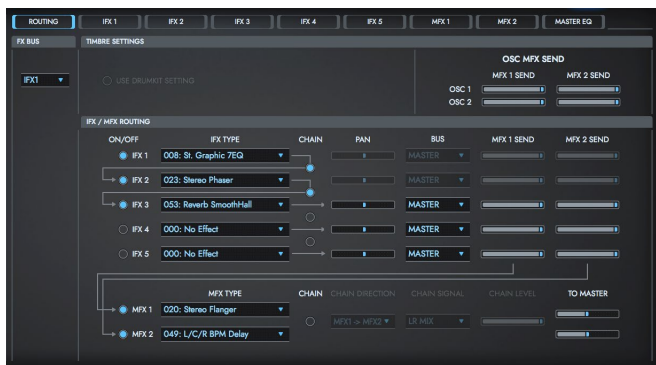 ROUTING IFX 1 IFX 2 IFX 3 IFX 4 IFX 5 MFX 1 MFX 2 MASTER EQ
FX BUS TIMBRE SETTINGS
OSC MFX SEND
IFX1 USE DRUMKIT SETTING MFX 1 SEND MFX 2 SEND
OSC 1
OSC 2
IFX / MFX ROUTING
ON/OFF IFX TYPE CHAIN PAN BUS MFX 1 SEND MFX 2 SEND
IFX 1 008: St. Graphic 7EQ MASTER
IFX 2 023: Stereo Phaser MASTER
IFX 3 053: Reverb SmoothHall MASTER
IFX 4 000: No Effect MASTER
IFX 5 000: No Effect MASTER
MFX TYPE CHAIN CHAIN DIRECTION CHAIN SIGNAL CHAIN LEVEL TO MASTER
MFX 1 020: Stereo Flanger
MFX1 -> MFX2 LR MIX
MFX 2 049: L/C/R BPM Delay